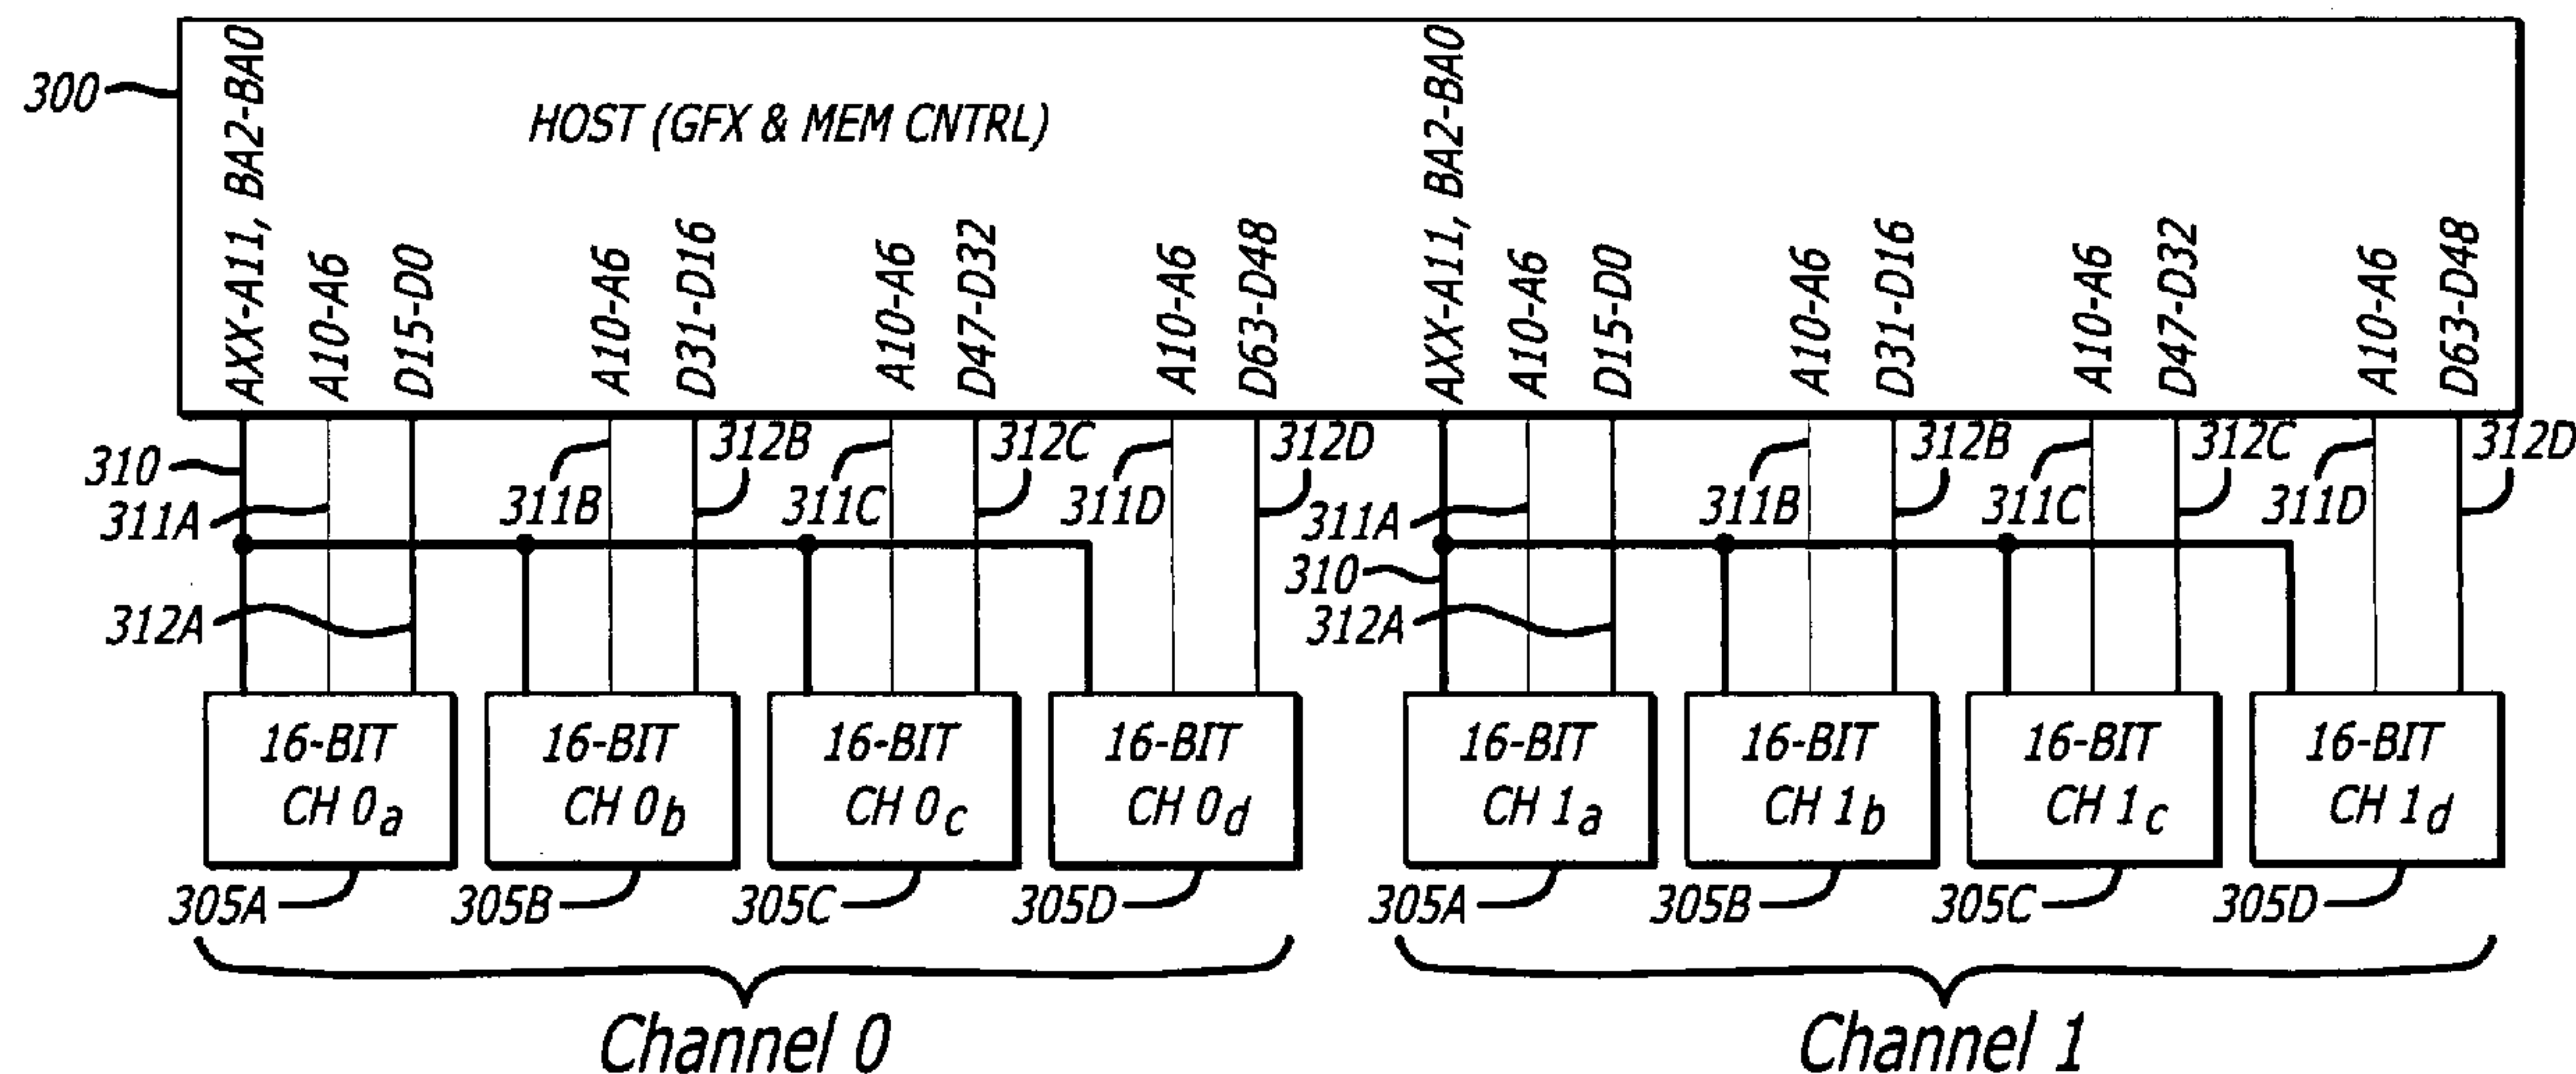 300
HOST (GFX & MEM CNTRL)
AXX-A11, BA2-BA0
A10-A6
D15-D0
A10-A6
D31-D16
A10-A6
D47-D32
A10-A6
D63-D48
AXX-A11, BA2-BA0
A10-A6
D15-D0
A10-A6
D31-D16
A10-A6
D47-D32
A10-A6
D63-D48
310
311A
312A
311B
312B
311C
312C
311D
312D
311A
310
312A
311B
312B
311C
312C
311D
312D
16-BIT
CH 0a
16-BIT
CH 0b
16-BIT
CH 0c
16-BIT
CH 0d
16-BIT
CH 1a
16-BIT
CH 1b
16-BIT
CH 1c
16-BIT
CH 1d
305A
305B
305C
305D
305A
305B
305C
305D
Channel 0
Channel 1